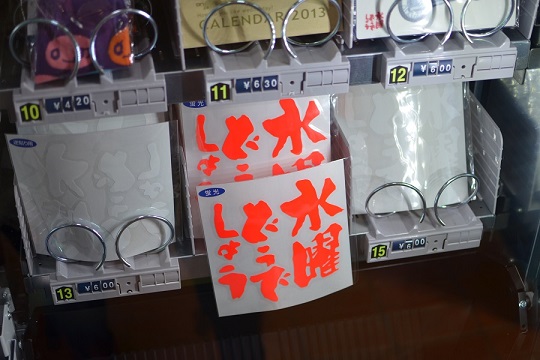 CALENDAR 2013
10 ¥420
11 ¥630
12 ¥600
蛍光
水曜
どうで
しょう
蛍光
水曜
どうで
しょう
13 ¥600
15 ¥600